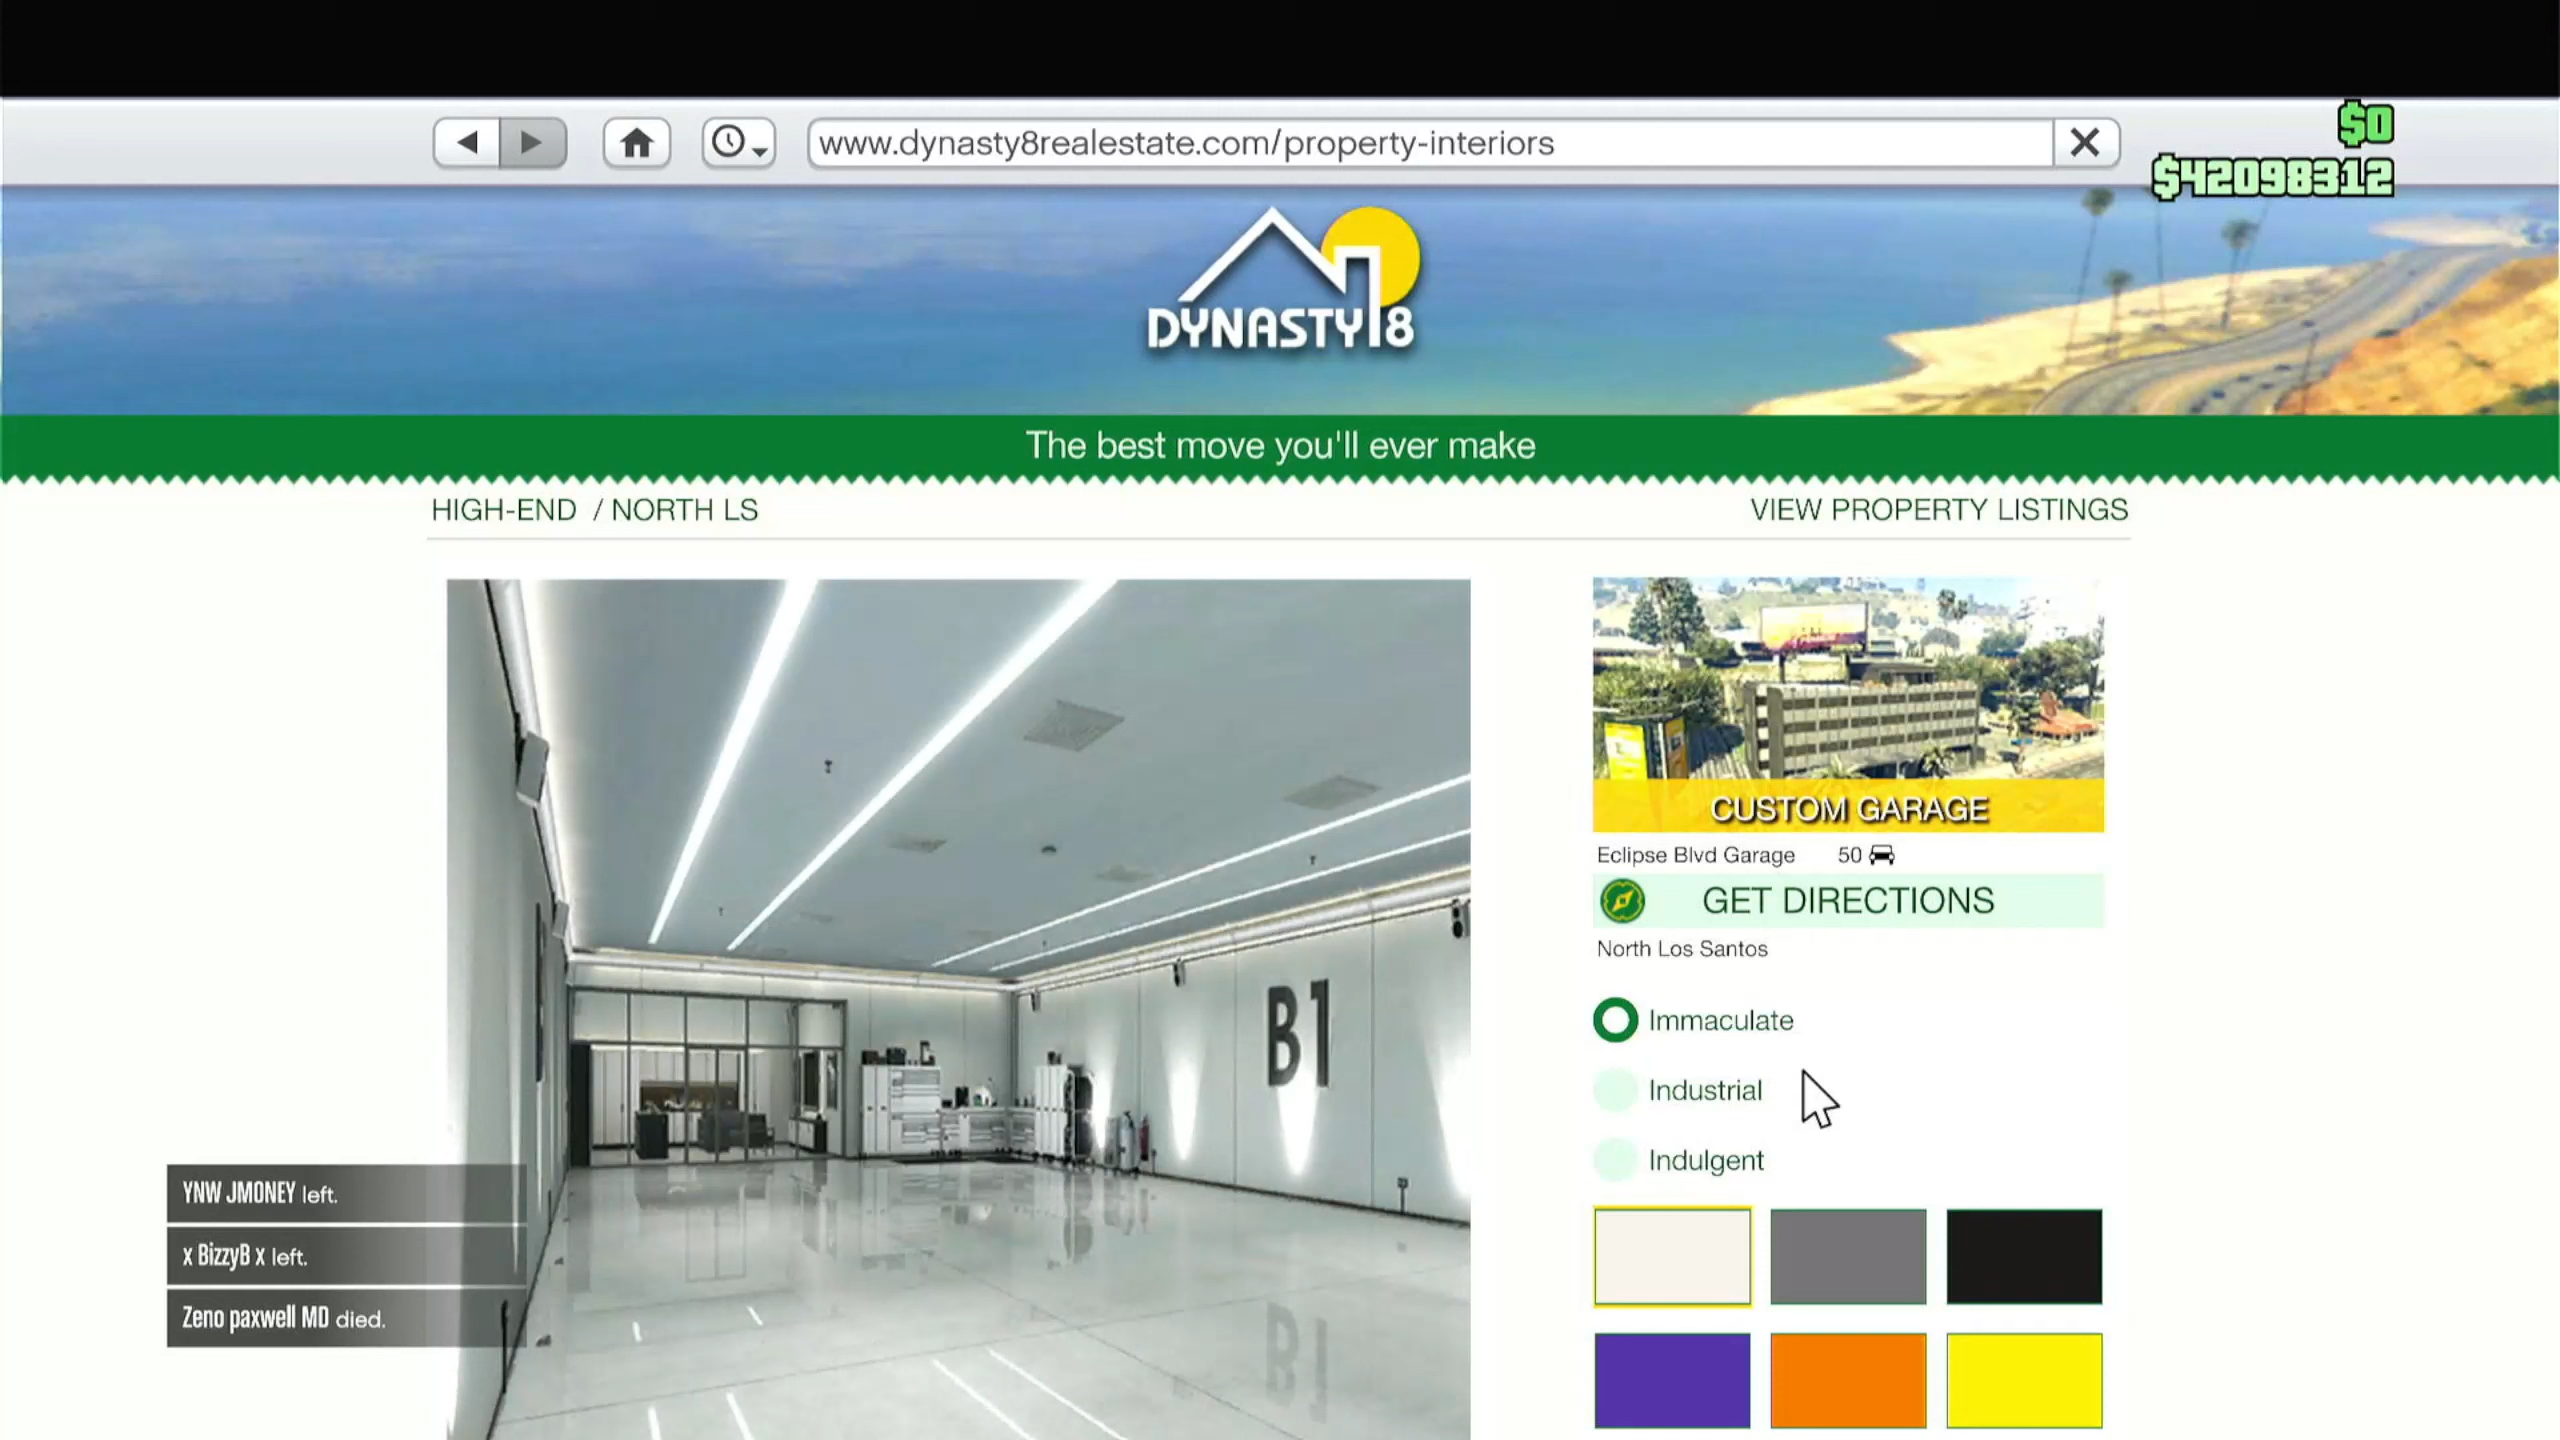 www.dynasty8realestate.com/property-interiors
$0
$42098312
DYNASTY 8
The best move you'll ever make
HIGH-END / NORTH LS
VIEW PROPERTY LISTINGS
CUSTOM GARAGE
Eclipse Blvd Garage 50
GET DIRECTIONS
North Los Santos
Immaculate
Industrial
Indulgent
B1
YNW JMONEY left.
x BizzyB x left.
Zeno paxwell MD died.